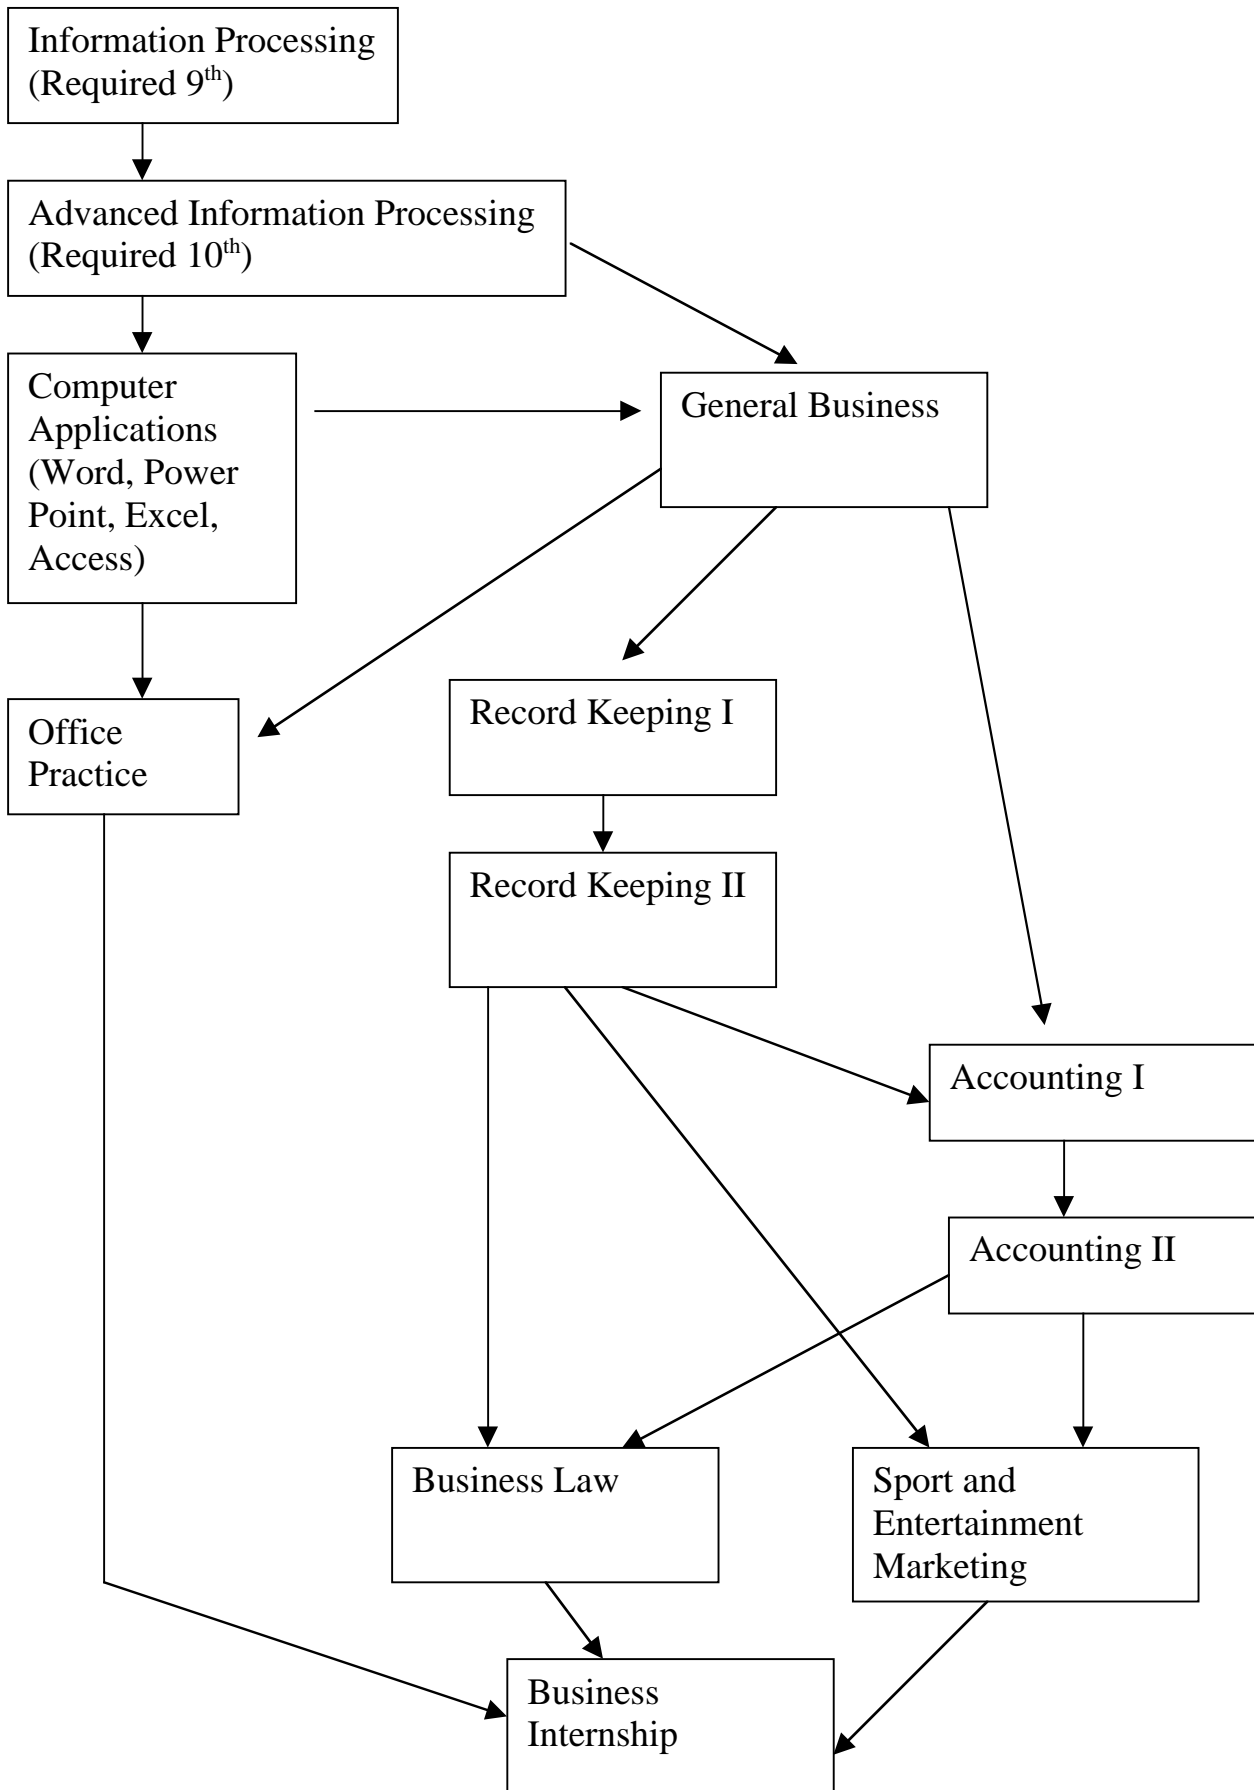 Information Processing
(Required 9th)
Advanced Information Processing
(Required 10th)
Computer
Applications
(Word, Power
Point, Excel,
Access)
General Business
Office
Practice
Record Keeping I
Record Keeping II
Accounting I
Accounting II
Business Law
Sport and
Entertainment
Marketing
Business
Internship